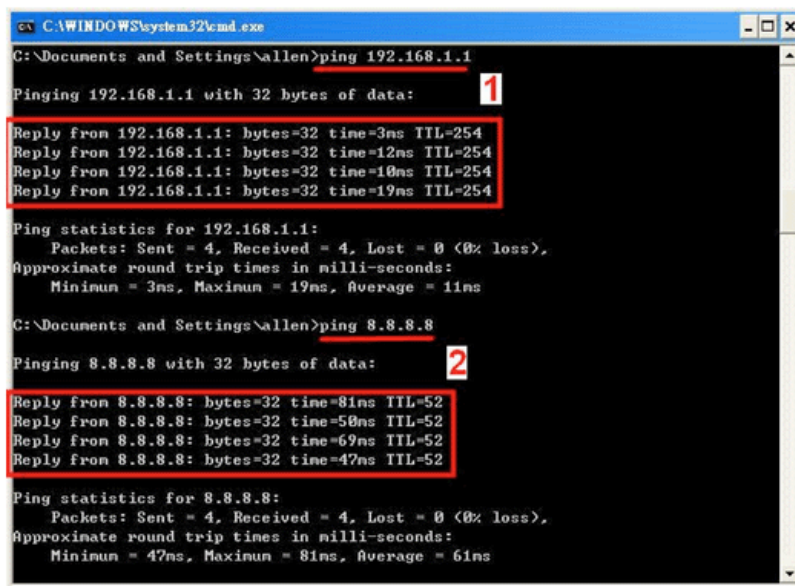 C:\WINDOWS\system32\cmd.exe
C:\Documents and Settings\allen>ping 192.168.1.1
Pinging 192.168.1.1 with 32 bytes of data:
1
Reply from 192.168.1.1: bytes=32 time=3ms TTL=254
Reply from 192.168.1.1: bytes=32 time=12ms TTL=254
Reply from 192.168.1.1: bytes=32 time=10ms TTL=254
Reply from 192.168.1.1: bytes=32 time=19ms TTL=254
Ping statistics for 192.168.1.1:
Packets: Sent = 4, Received = 4, Lost = 0 (0% loss),
Approximate round trip times in milli-seconds:
Minimum = 3ms, Maximum = 19ms, Average = 11ms
C:\Documents and Settings\allen>ping 8.8.8.8
Pinging 8.8.8.8 with 32 bytes of data:
2
Reply from 8.8.8.8: bytes=32 time=81ms TTL=52
Reply from 8.8.8.8: bytes=32 time=50ms TTL=52
Reply from 8.8.8.8: bytes=32 time=69ms TTL=52
Reply from 8.8.8.8: bytes=32 time=47ms TTL=52
Ping statistics for 8.8.8.8:
Packets: Sent = 4, Received = 4, Lost = 0 (0% loss),
Approximate round trip times in milli-seconds:
Minimum = 47ms, Maximum = 81ms, Average = 61ms